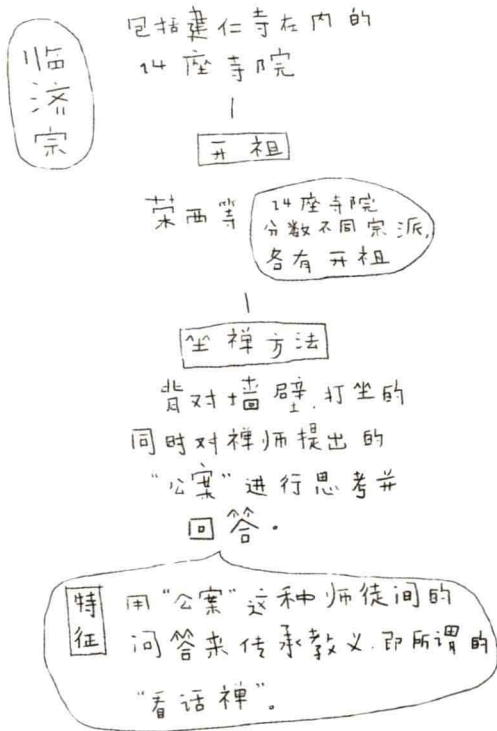 临济宗
包括建仁寺在内的
14座寺院
开祖
荣西等
14座寺院
分数不同宗派,
各有开祖
坐禅方法
背对墙壁,打坐的
同时对禅师提出的
“公案”进行思考并
回答。
特征
用“公案”这种师徒间的
问答来传承教义,即所谓的
“看话禅”。